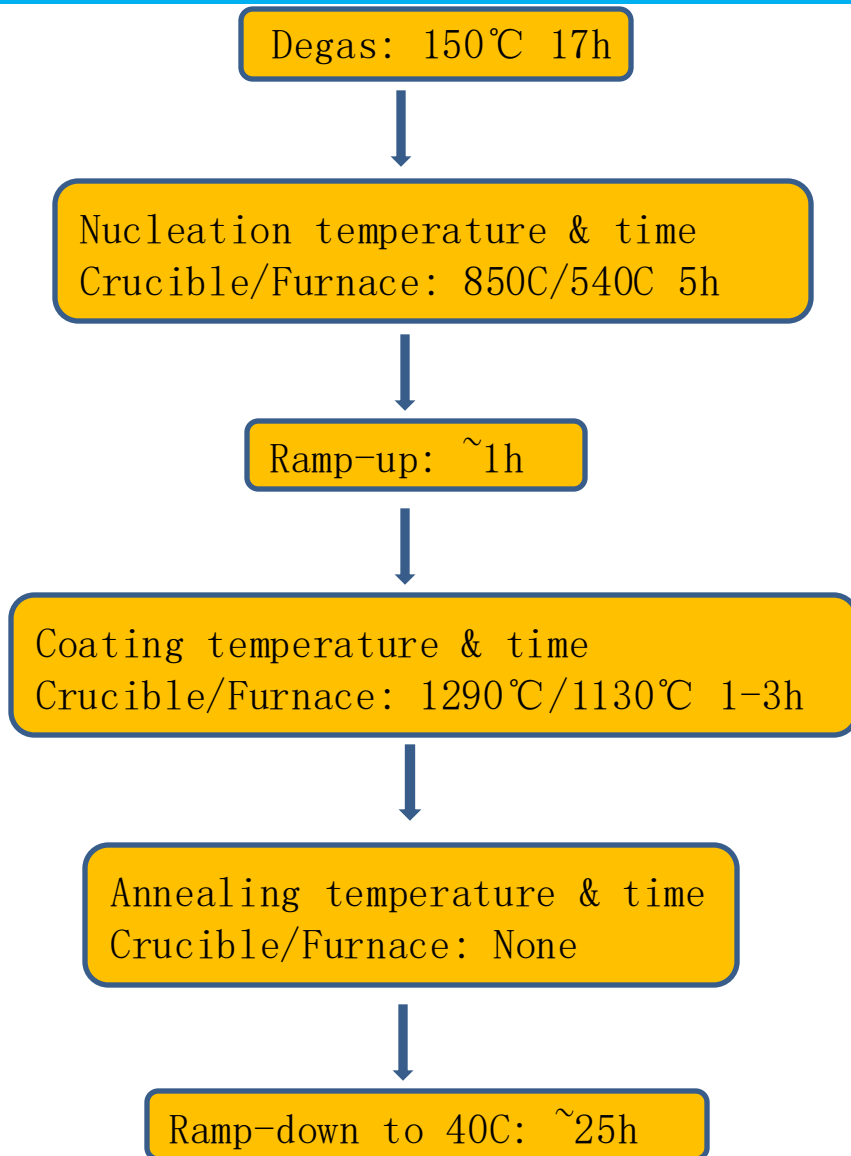 Degas: 150℃ 17h
Nucleation temperature & time
Crucible/Furnace: 850C/540C 5h
Ramp-up: ~1h
Coating temperature & time
Crucible/Furnace: 1290℃/1130℃ 1-3h
Annealing temperature & time
Crucible/Furnace: None
Ramp-down to 40C: ~25h